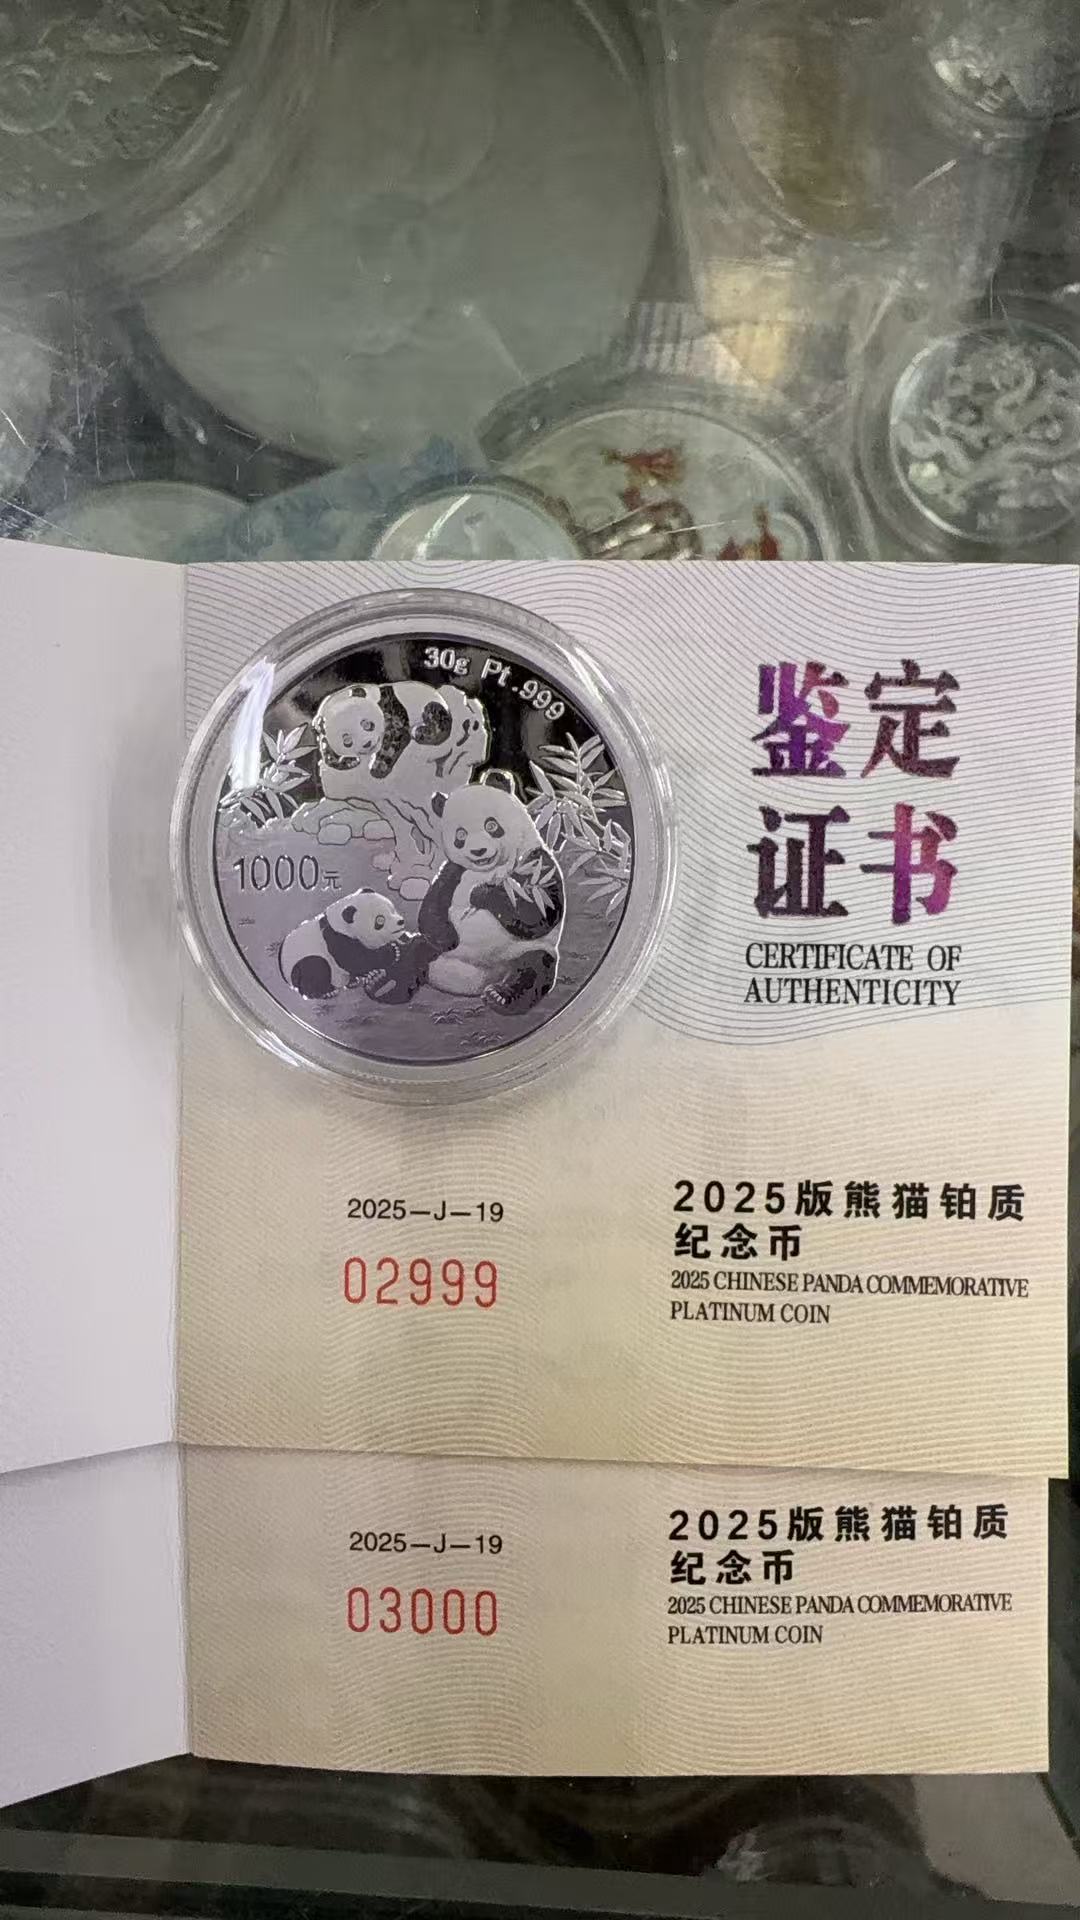 30g Pt.999
1000元
鉴定
证书
CERTIFICATE OF
AUTHENTICITY
2025-J-19
02999
2025版熊猫铂质
纪念币
2025 CHINESE PANDA COMMEMORATIVE
PLATINUM COIN
2025-J-19
03000
2025版熊猫铂质
纪念币
2025 CHINESE PANDA COMMEMORATIVE
PLATINUM COIN